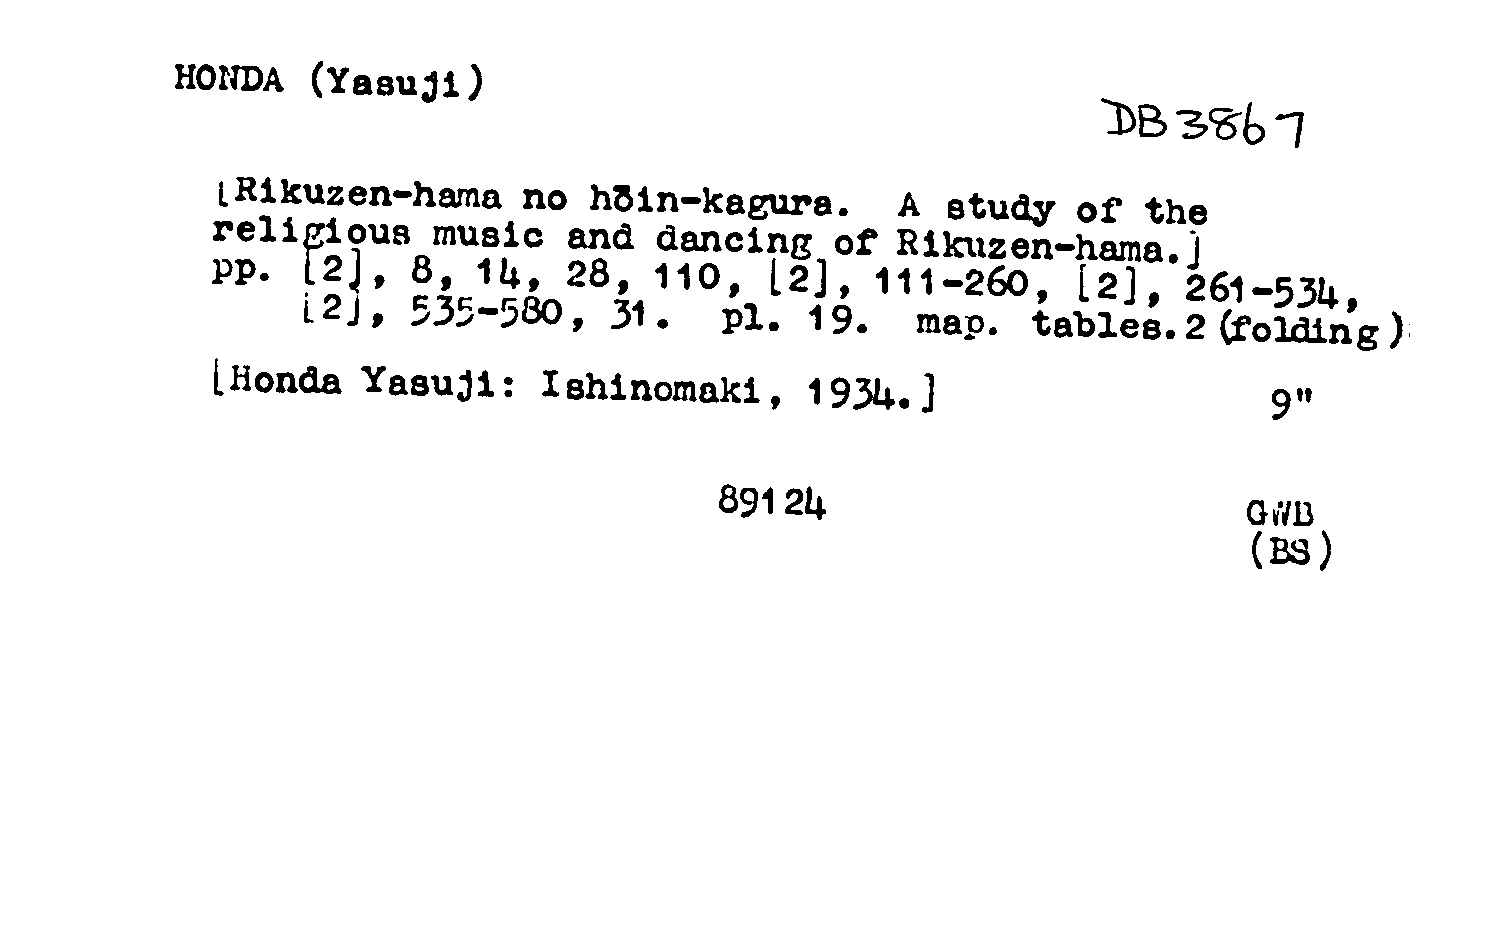 HONDA (Yasuji)
DB 3867
[Rikuzen-hama no hōin-kagura. A study of the
religious music and dancing of Rikuzen-hama.]
pp. [2], 8, 14, 28, 110, [2], 111-260, [2], 261-534,
[2], 535-580, 31. pl. 19. map. tables.2 (folding)
[Honda Yasuji: Ishinomaki, 1934.]
9"
89124
GWB
(BS)